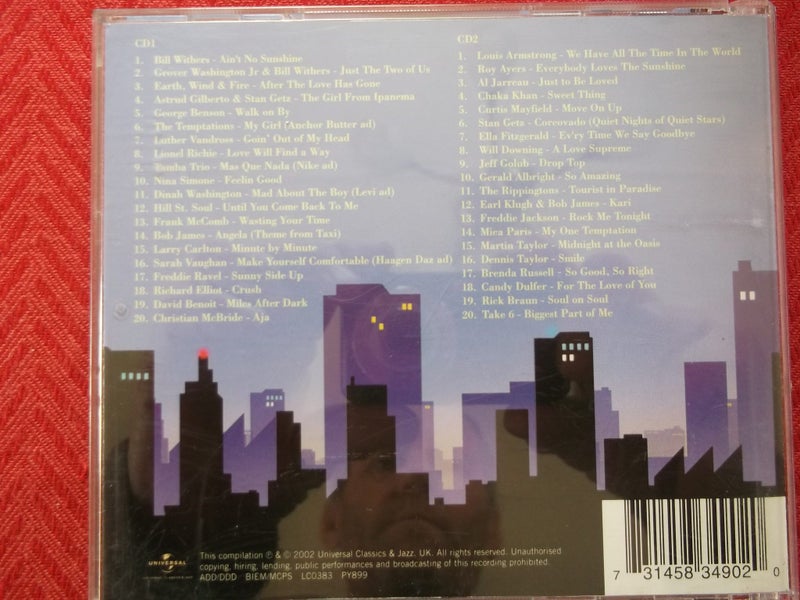 CD1
1. Bill Withers - Ain't No Sunshine
2. Grover Washington Jr & Bill Withers - Just The Two of Us
3. Earth, Wind & Fire - After The Love Has Gone
4. Astrud Gilberto & Stan Getz - The Girl From Ipanema
5. George Benson - Walk on By
6. The Temptations - My Girl (Anchor Butter ad)
7. Luther Vandross - Goin' Out of My Head
8. Lionel Richie - Love Will Find a Way
9. Tamba Trio - Mas Que Nada (Nike ad)
10. Nina Simone - Feelin Good
11. Dinah Washington - Mad About The Boy (Levi ad)
12. Hill St. Soul - Until You Come Back To Me
13. Frank McComb - Wasting Your Time
14. Bob James - Angela (Theme from Taxi)
15. Larry Carlton - Minute by Minute
16. Sarah Vaughan - Make Yourself Comfortable (Haagen Daz ad)
17. Freddie Ravel - Sunny Side Up
18. Richard Elliot - Crush
19. David Benoit - Miles After Dark
20. Christian McBride - Aja
CD2
1. Louis Armstrong - We Have All The Time In The World
2. Roy Ayers - Everybody Loves The Sunshine
3. Al Jarreau - Just to Be Loved
4. Chaka Khan - Sweet Thing
5. Curtis Mayfield - Move On Up
6. Stan Getz - Corcovado (Quiet Nights of Quiet Stars)
7. Ella Fitzgerald - Ev'ry Time We Say Goodbye
8. Will Downing - A Love Supreme
9. Jeff Golub - Drop Top
10. Gerald Albright - So Amazing
11. The Rippingtons - Tourist in Paradise
12. Earl Klugh & Bob James - Kari
13. Freddie Jackson - Rock Me Tonight
14. Mica Paris - My One Temptation
15. Martin Taylor - Midnight at the Oasis
16. Dennis Taylor - Smile
17. Brenda Russell - So Good, So Right
18. Candy Dulfer - For The Love of You
19. Rick Braun - Soul on Soul
20. Take 6 - Biggest Part of Me
UNIVERSAL
This compilation ℗ & © 2002 Universal Classics & Jazz. UK. All rights reserved. Unauthorised
copying, hiring, lending, public performances and broadcasting of this recording prohibited.
ADD/DDD BIEM/MCPS LC0383 PY899
7 31458 34902 0